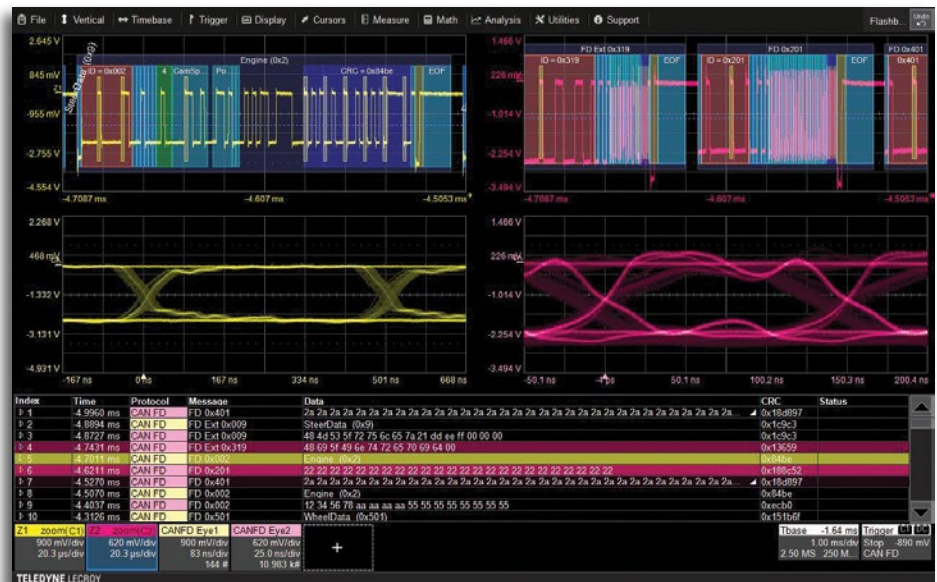 File Vertical Timebase Trigger Display Cursors Measure Math Analysis Utilities Support Flashb... Undo
2.645 V
845 mV
-955 mV
-2.755 V
-4.554 V
SteerData (0x9)
Engine (0x2)
ID = 0x002 4 CamSp... Po... CRC = 0x84be EOF
-4.7087 ms -4.607 ms -4.5053 ms
1.466 V
226 mV
-1.014 V
-2.254 V
-3.494 V
FD Ext 0x319 FD 0x201 FD 0x401
ID = 0x319 EOF ID = 0x201 EOF 0x401
-4.7087 ms -4.607 ms -4.5053 ms
2.268 V
468 mV
-1.332 V
-3.131 V
-4.931 V
-167 ns 0 ns 167 ns 334 ns 501 ns 668 ns
1.466 V
226 mV
-1.014 V
-2.254 V
-3.494 V
-50.1 ns 50.1 ns 100.2 ns 150.3 ns 200.4 ns
Index Time Protocol Message Data CRC Status
1 -4.9960 ms CAN FD FD 0x401 2a 2a 2a 2a 2a 2a 2a 2a 2a 2a 2a 2a 2a 2a 2a 2a 2a 2a 2a 2a 2a 2a 2a 2a 2a 2a 2a... 0x18d897
2 -4.8894 ms CAN FD FD Ext 0x009 SteerData (0x9) 0x1c9c3
3 -4.8727 ms CAN FD FD Ext 0x009 48 4d 53 5f 72 75 6c 65 7a 21 dd ee ff 00 00 00 0x1c9c3
4 -4.7431 ms CAN FD FD Ext 0x319 48 69 5f 49 6e 74 72 65 70 69 64 00 0x13659
5 -4.7011 ms CAN FD FD 0x002 Engine (0x2) 0x84be
6 -4.6211 ms CAN FD FD 0x201 22 22 22 22 22 22 22 22 22 22 22 22 22 22 22 22 22 22 22 22 22 22 22 22 0x188c52
7 -4.5270 ms CAN FD FD 0x401 2a 2a 2a 2a 2a 2a 2a 2a 2a 2a 2a 2a 2a 2a 2a 2a 2a 2a 2a 2a 2a 2a 2a 2a 2a 2a 2a... 0x18d897
8 -4.5070 ms CAN FD FD 0x002 Engine (0x2) 0x84be
9 -4.4037 ms CAN FD FD 0x002 12 34 56 78 aa aa aa aa 55 55 55 55 55 55 55 55 0xecb0
10 -4.3126 ms CAN FD FD 0x501 WheelData (0x501) 0x151b6f
Z1 zoom(C1) Z2 zoom(C2) CANFD Eye1 CANFD Eye2 Tbase -1.64 ms Trigger C1 DC
900 mV/div 620 mV/div 900 mV/div 620 mV/div 1.00 ms/div Stop -890 mV
20.3 µs/div 20.3 µs/div 83 ns/div 25.0 ns/div 2.50 MS 250 M... CAN FD
144 # 10.983 k#
TELEDYNE LECROY